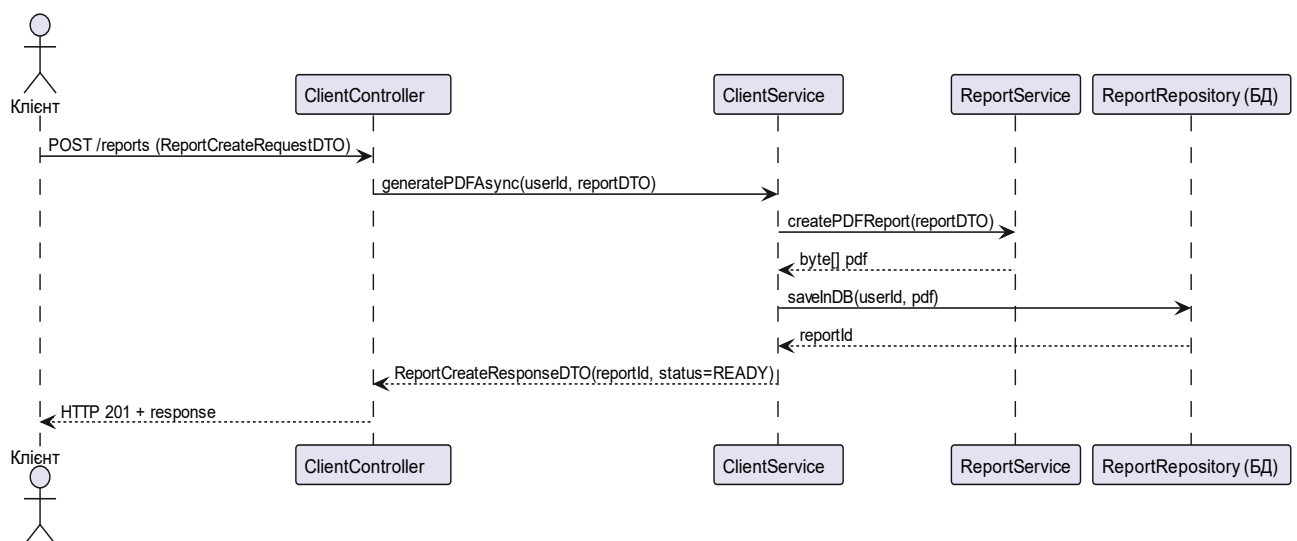 Клієнт
ClientController
ClientService
ReportService
ReportRepository (БД)
POST /reports (ReportCreateRequestDTO)
generatePDFAsync(userId, reportDTO)
createPDFReport(reportDTO)
byte[] pdf
saveInDB(userId, pdf)
reportId
ReportCreateResponseDTO(reportId, status=READY)
HTTP 201 + response
Клієнт
ClientController
ClientService
ReportService
ReportRepository (БД)